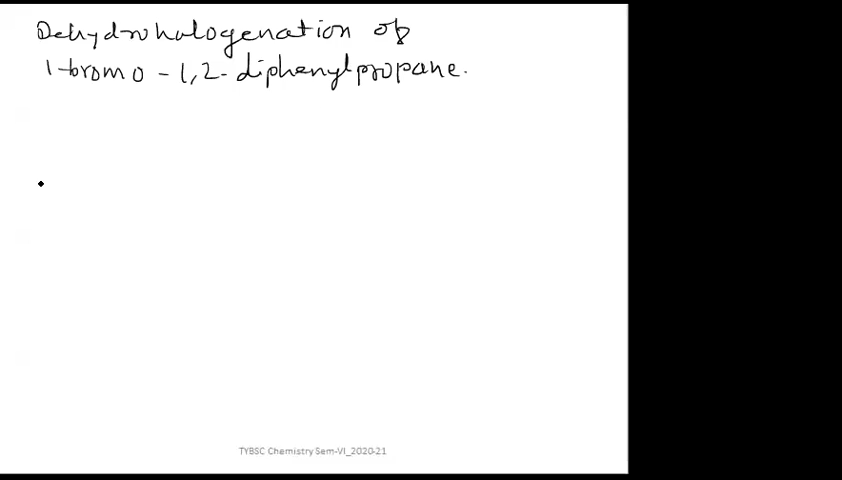 Dehydrohalogenation of
1-bromo-1,2-diphenylpropane.
TYBSC Chemistry Sem-VI_2020-21